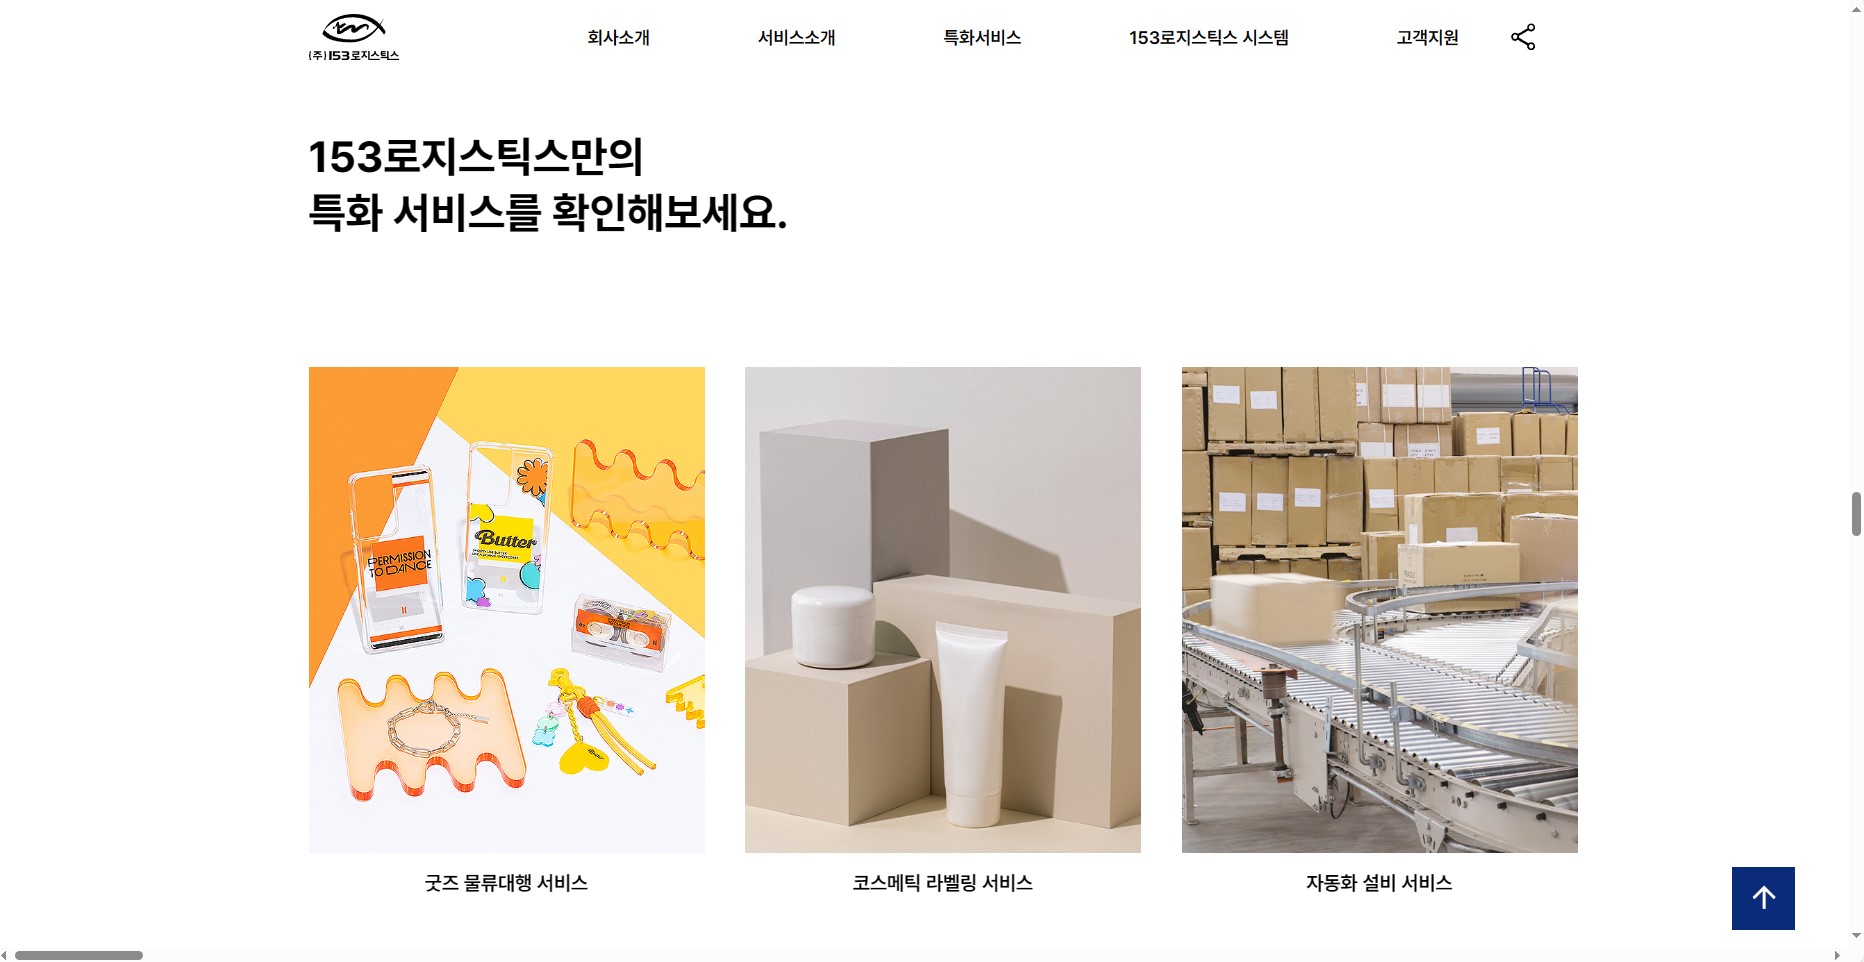 (주)153로지스틱스
회사소개
서비스소개
특화서비스
153로지스틱스 시스템
고객지원
153로지스틱스만의
특화 서비스를 확인해보세요.
PERMISSION
TO DANCE
Butter
굿즈 물류대행 서비스
코스메틱 라벨링 서비스
자동화 설비 서비스